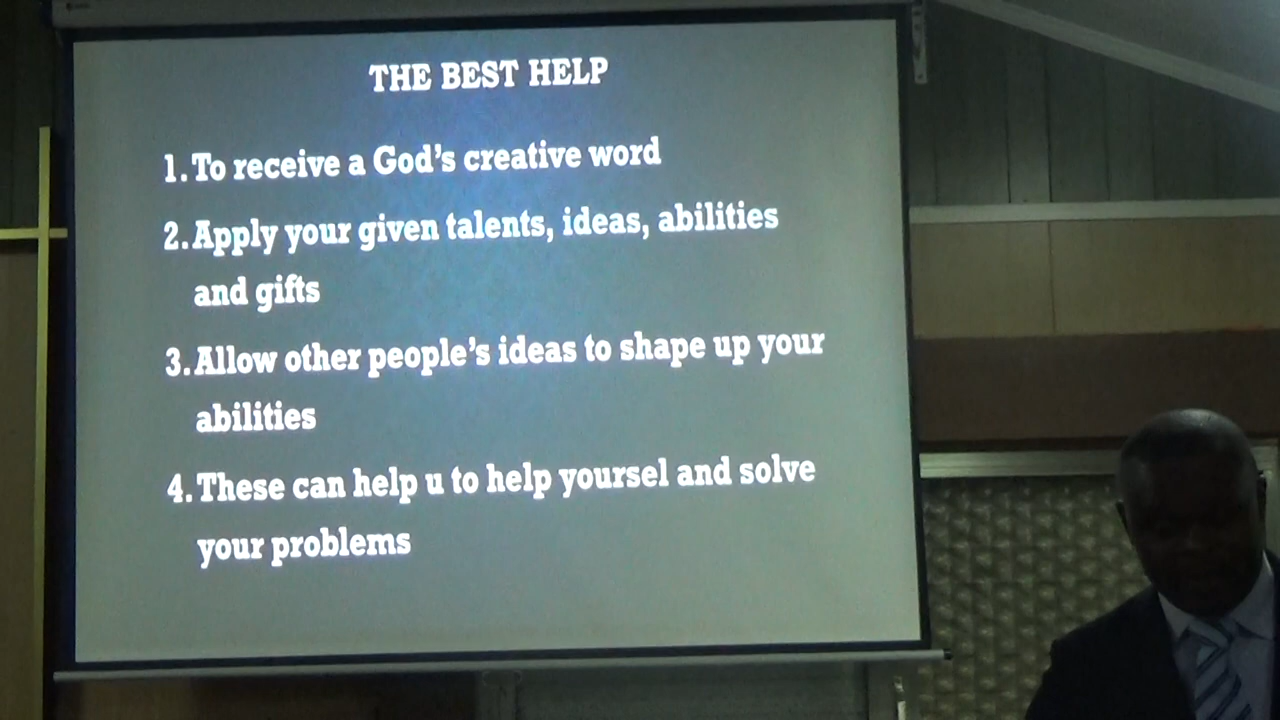 THE BEST HELP
1. To receive a God's creative word
2. Apply your given talents, ideas, abilities
and gifts
3. Allow other people's ideas to shape up your
abilities
4. These can help u to help yoursel and solve
your problems